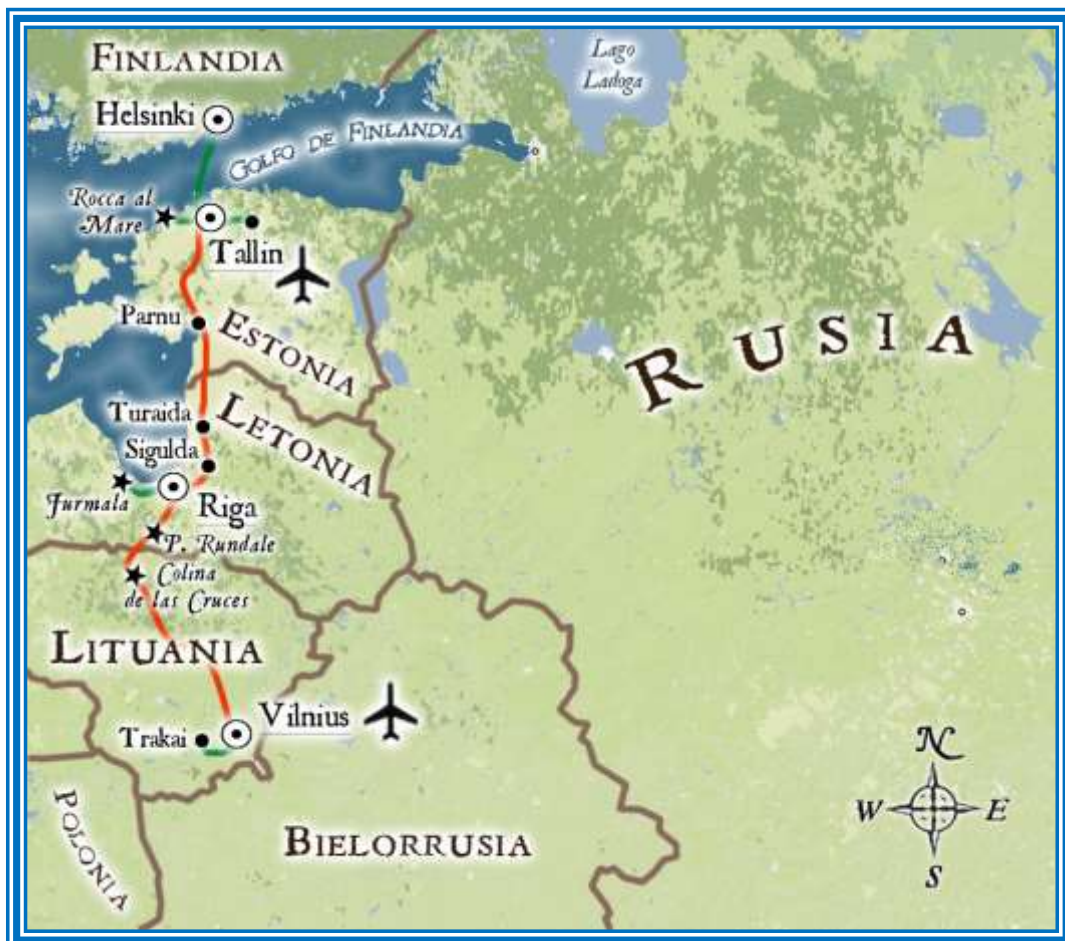 FINLANDIA
Lago
Ladoga
Helsinki
GOLFO DE FINLANDIA
Rocca al
Mare
Tallin
Parnu
ESTONIA
RUSIA
LETONIA
Turaida
Sigulda
Jurmala
Riga
P. Rundale
Colina
de las Cruces
LITUANIA
Vilnius
Trakai
POLONIA
BIELORRUSIA
N
W
E
S